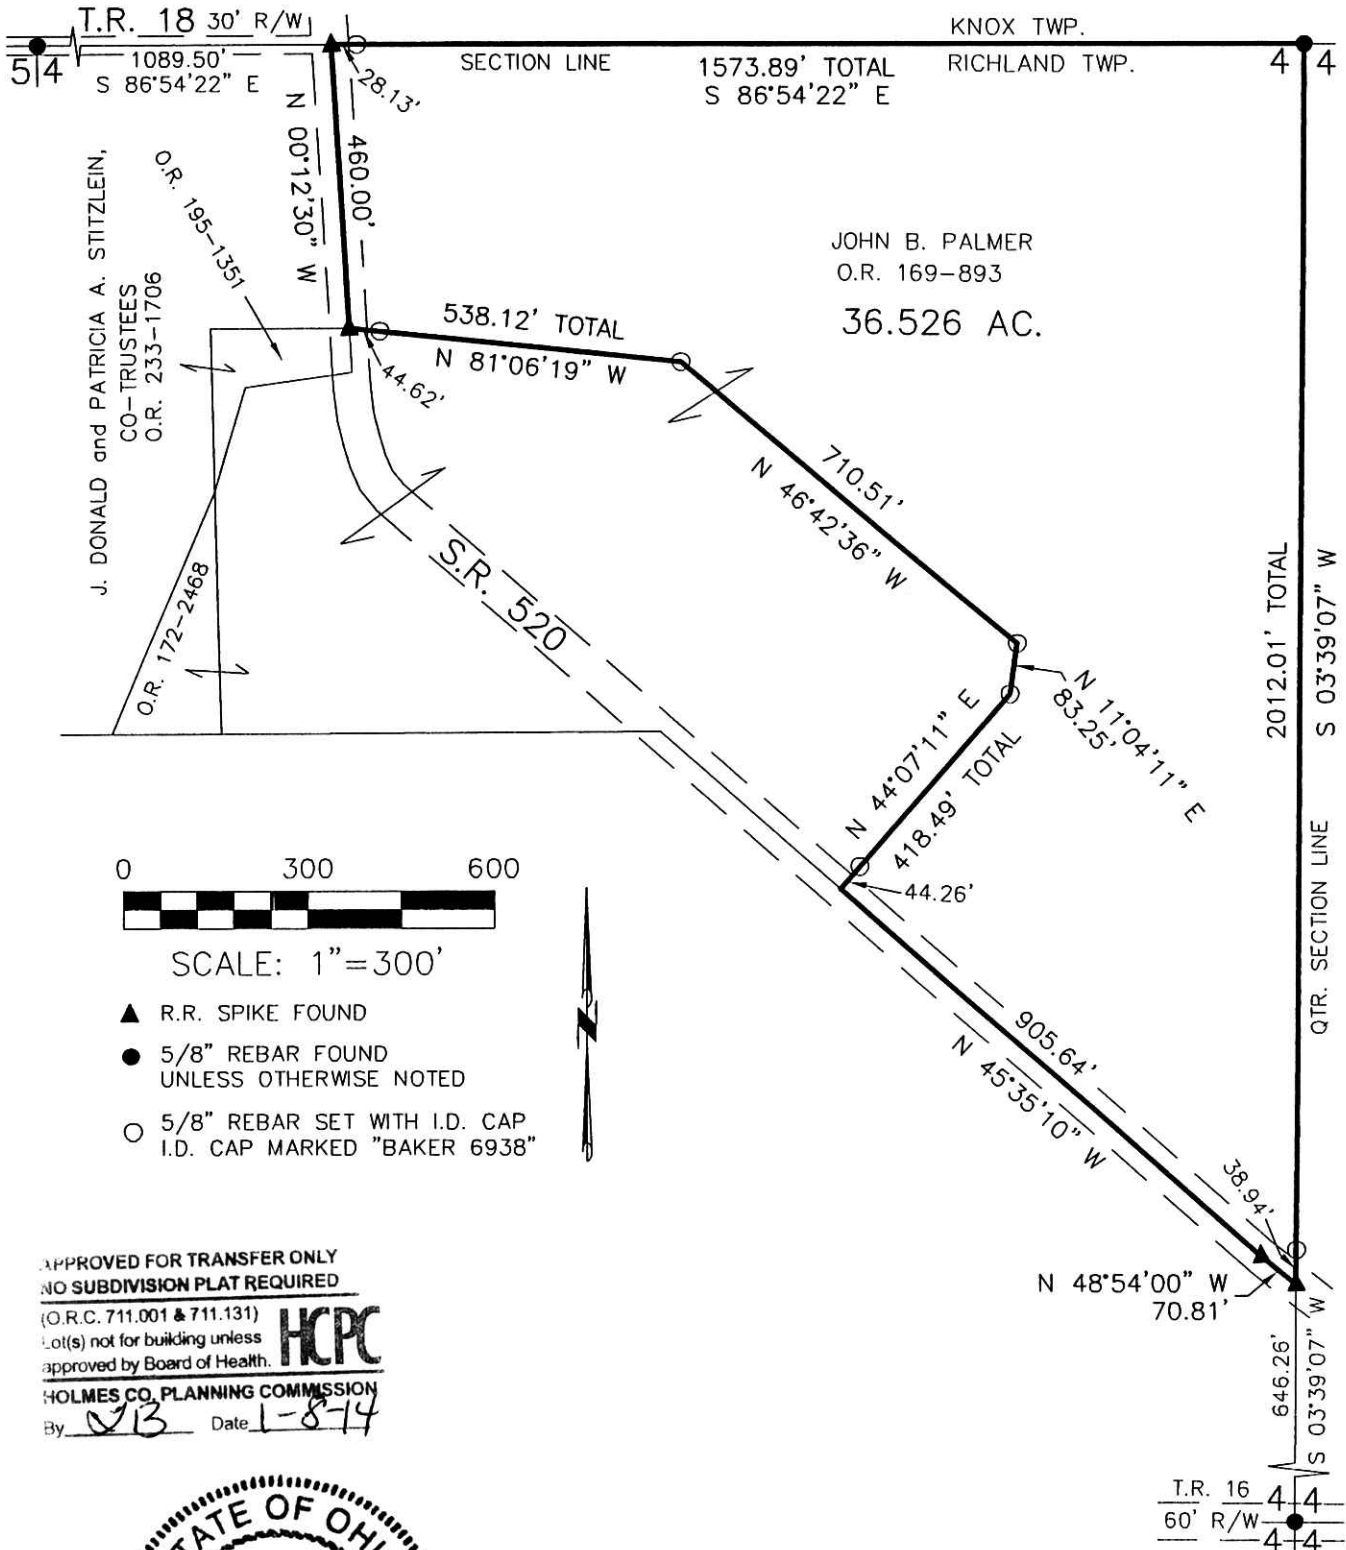 T.R. 18 30' R/W
KNOX TWP.
5|4
1089.50'
S 86°54'22" E
28.13'
SECTION LINE
1573.89' TOTAL
S 86°54'22" E
RICHLAND TWP.
4 4
N 00°12'30" W
460.00'
J. DONALD and PATRICIA A. STITZLEIN,
CO-TRUSTEES
O.R. 233-1706
O.R. 195-1351
JOHN B. PALMER
O.R. 169-893
36.526 AC.
538.12' TOTAL
N 81°06'19" W
44.62'
710.51'
N 46°42'36" W
S.R. 520
O.R. 172-2468
2012.01' TOTAL
S 03°39'07" W
N 11°04'11" E
83.25'
N 44°07'11" E
418.49' TOTAL
44.26'
QTR. SECTION LINE
0 300 600
SCALE: 1"=300'
R.R. SPIKE FOUND
5/8" REBAR FOUND
UNLESS OTHERWISE NOTED
5/8" REBAR SET WITH I.D. CAP
I.D. CAP MARKED "BAKER 6938"
N
905.64'
N 45°35'10" W
38.94'
N 48°54'00" W
70.81'
646.26'
S 03°39'07" W
APPROVED FOR TRANSFER ONLY
NO SUBDIVISION PLAT REQUIRED
(O.R.C. 711.001 & 711.131)
Lot(s) not for building unless
approved by Board of Health.
HCPC
HOLMES CO. PLANNING COMMISSION
By Date 1-8-14
T.R. 16
60' R/W
4 4
4 4
STATE OF OHI